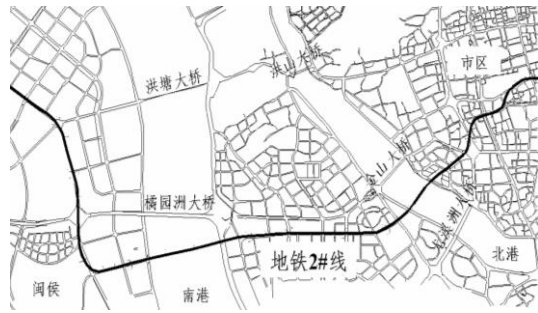 洪山大桥
市区
洪塘大桥
金山大桥
橘园洲大桥
尤溪洲大桥
地铁2#线
北港
闽侯
南港